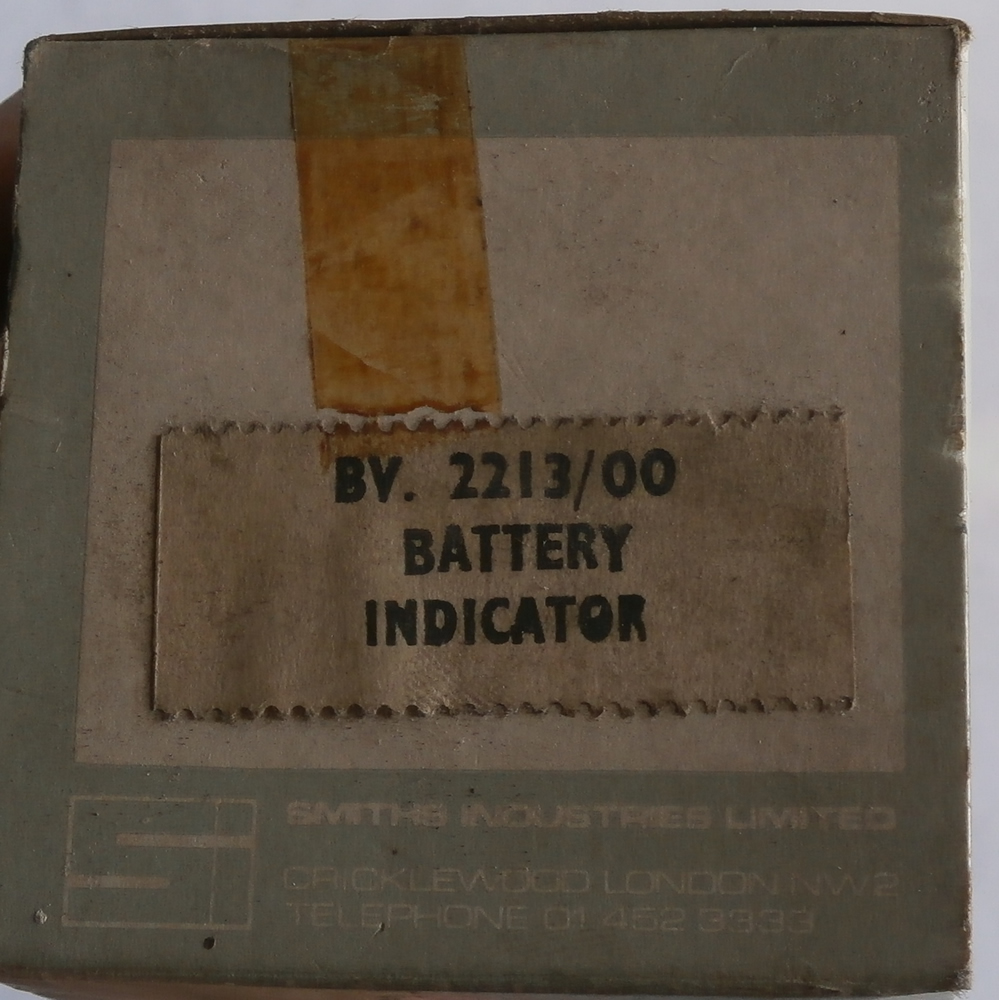 BV. 2213/00
BATTERY
INDICATOR
SMITHS INDUSTRIES LIMITED
CRICKLEWOOD LONDON NW2
TELEPHONE 01 452 3333